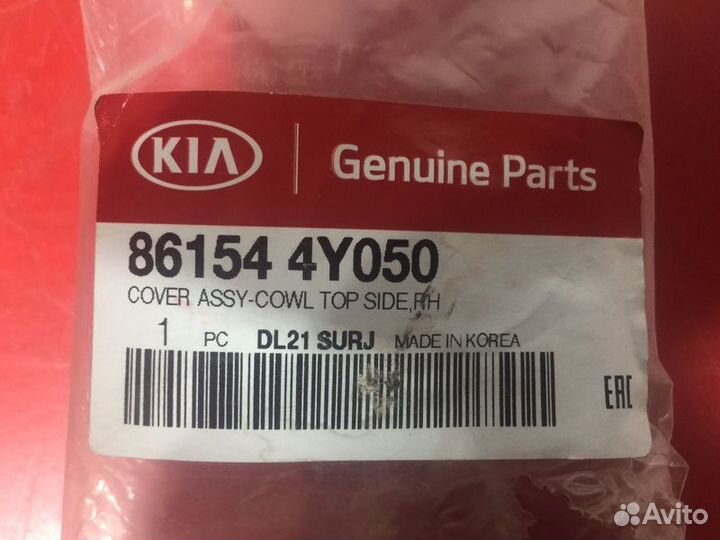 KIA
Genuine Parts
86154 4Y050
COVER ASSY-COWL TOP SIDE,RH
1 PC DL21 SURJ MADE IN KOREA
EAC
Avito